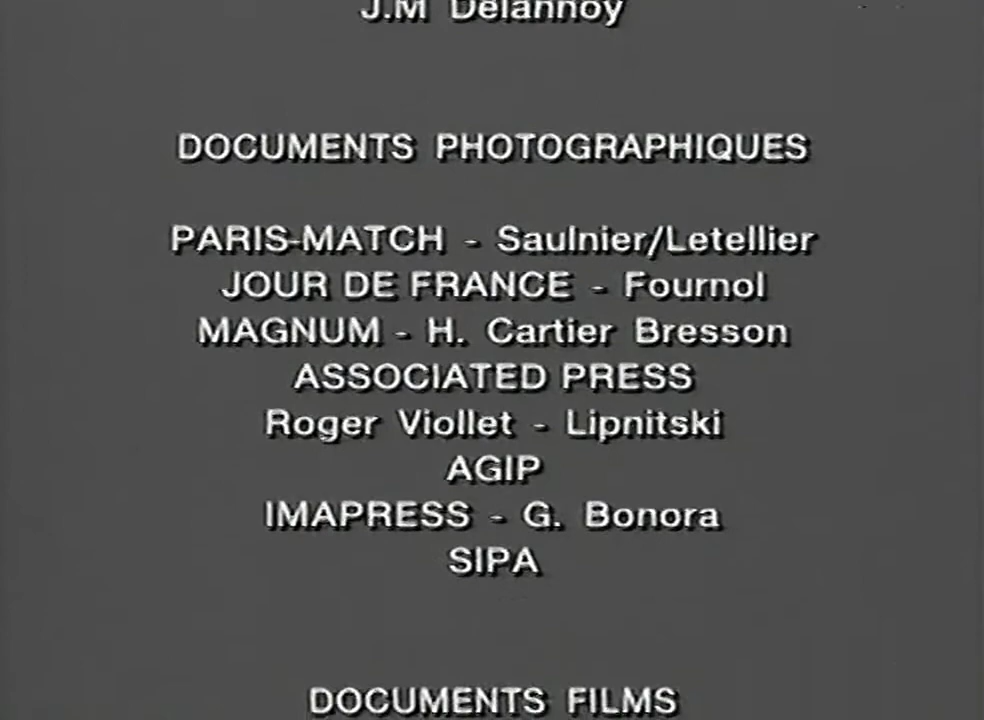 J.M Delannoy
DOCUMENTS PHOTOGRAPHIQUES
PARIS-MATCH - Saulnier/Letellier
JOUR DE FRANCE - Fournol
MAGNUM - H. Cartier Bresson
ASSOCIATED PRESS
Roger Viollet - Lipnitski
AGIP
IMAPRESS - G. Bonora
SIPA
DOCUMENTS FILMS